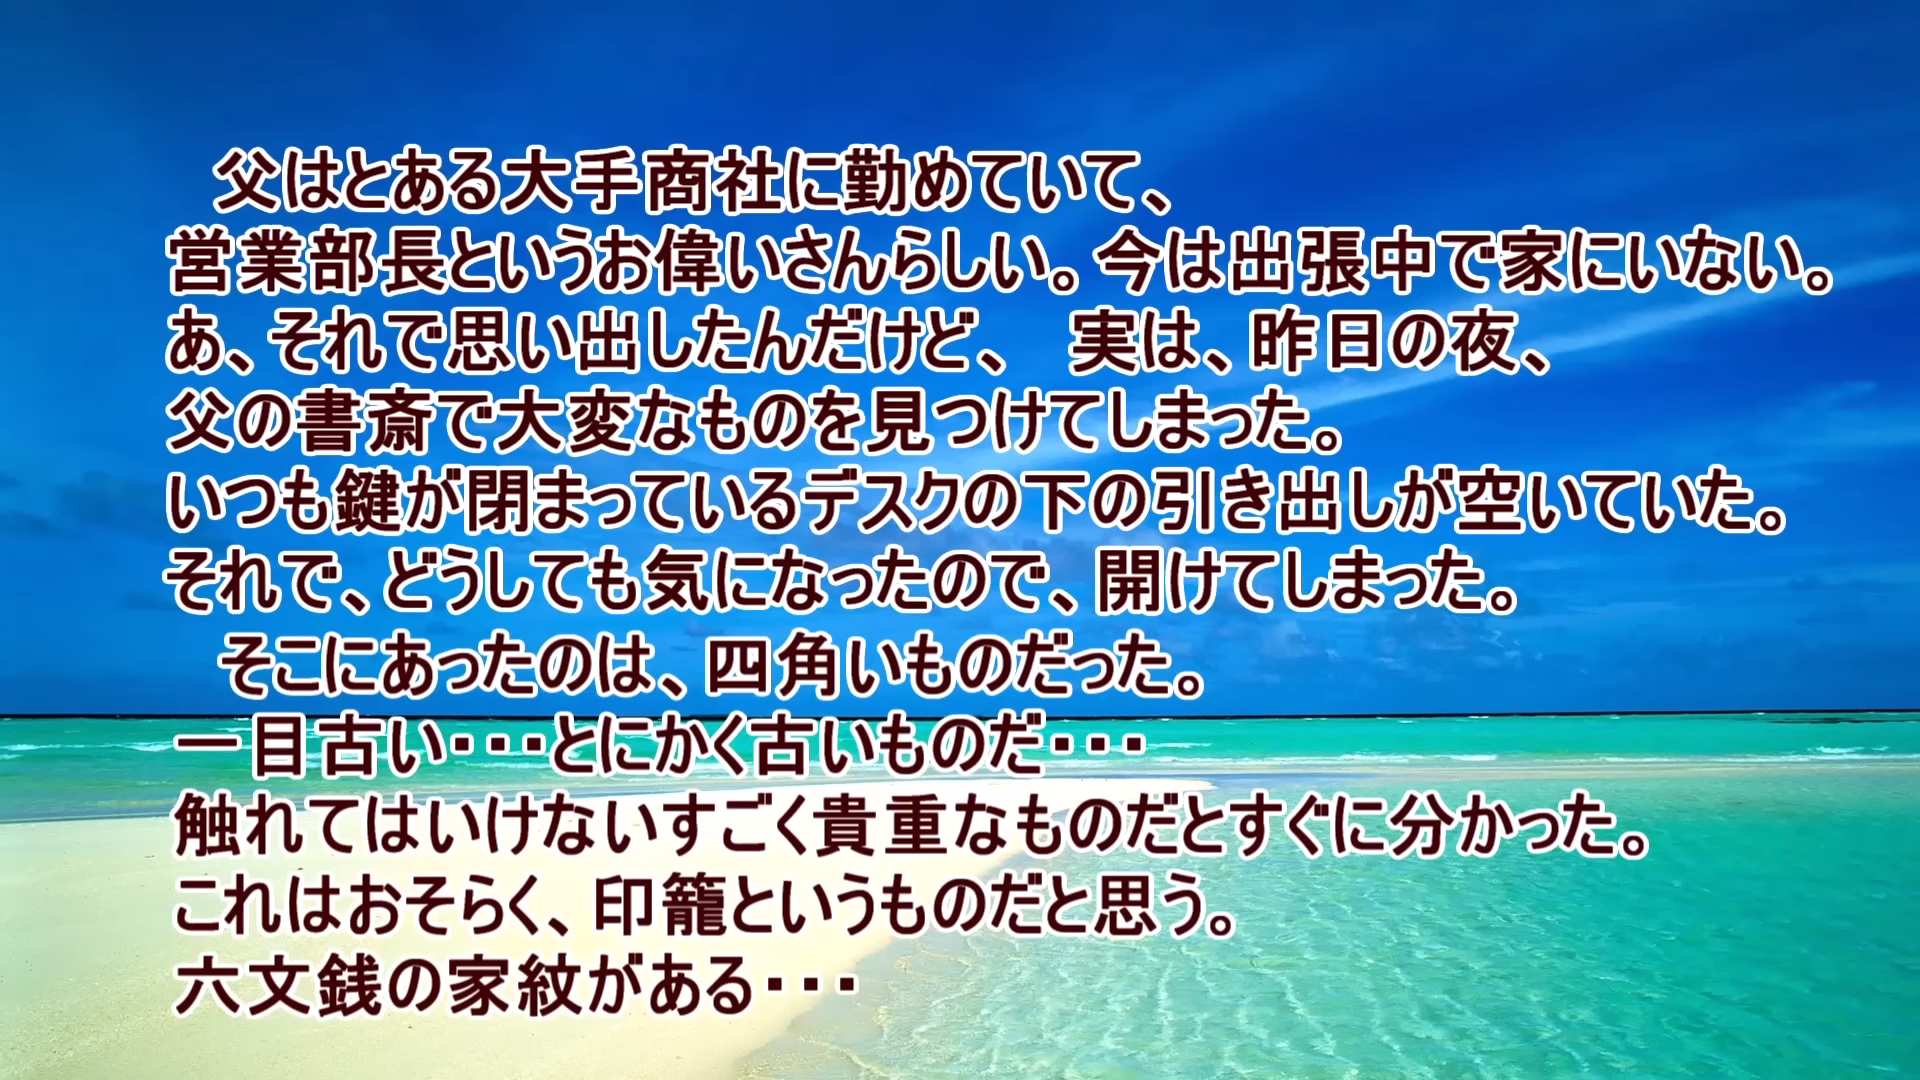 父はとある大手商社に勤めていて、
営業部長というお偉いさんらしい。今は出張中で家にいない。
あ、それで思い出したんだけど、　実は、昨日の夜、
父の書斎で大変なものを見つけてしまった。
いつも鍵が閉まっているデスクの下の引き出しが空いていた。
それで、どうしても気になったので、開けてしまった。
そこにあったのは、四角いものだった。
一目古い・・・とにかく古いものだ・・・
触れてはいけないすごく貴重なものだとすぐに分かった。
これはおそらく、印籠というものだと思う。
六文銭の家紋がある・・・